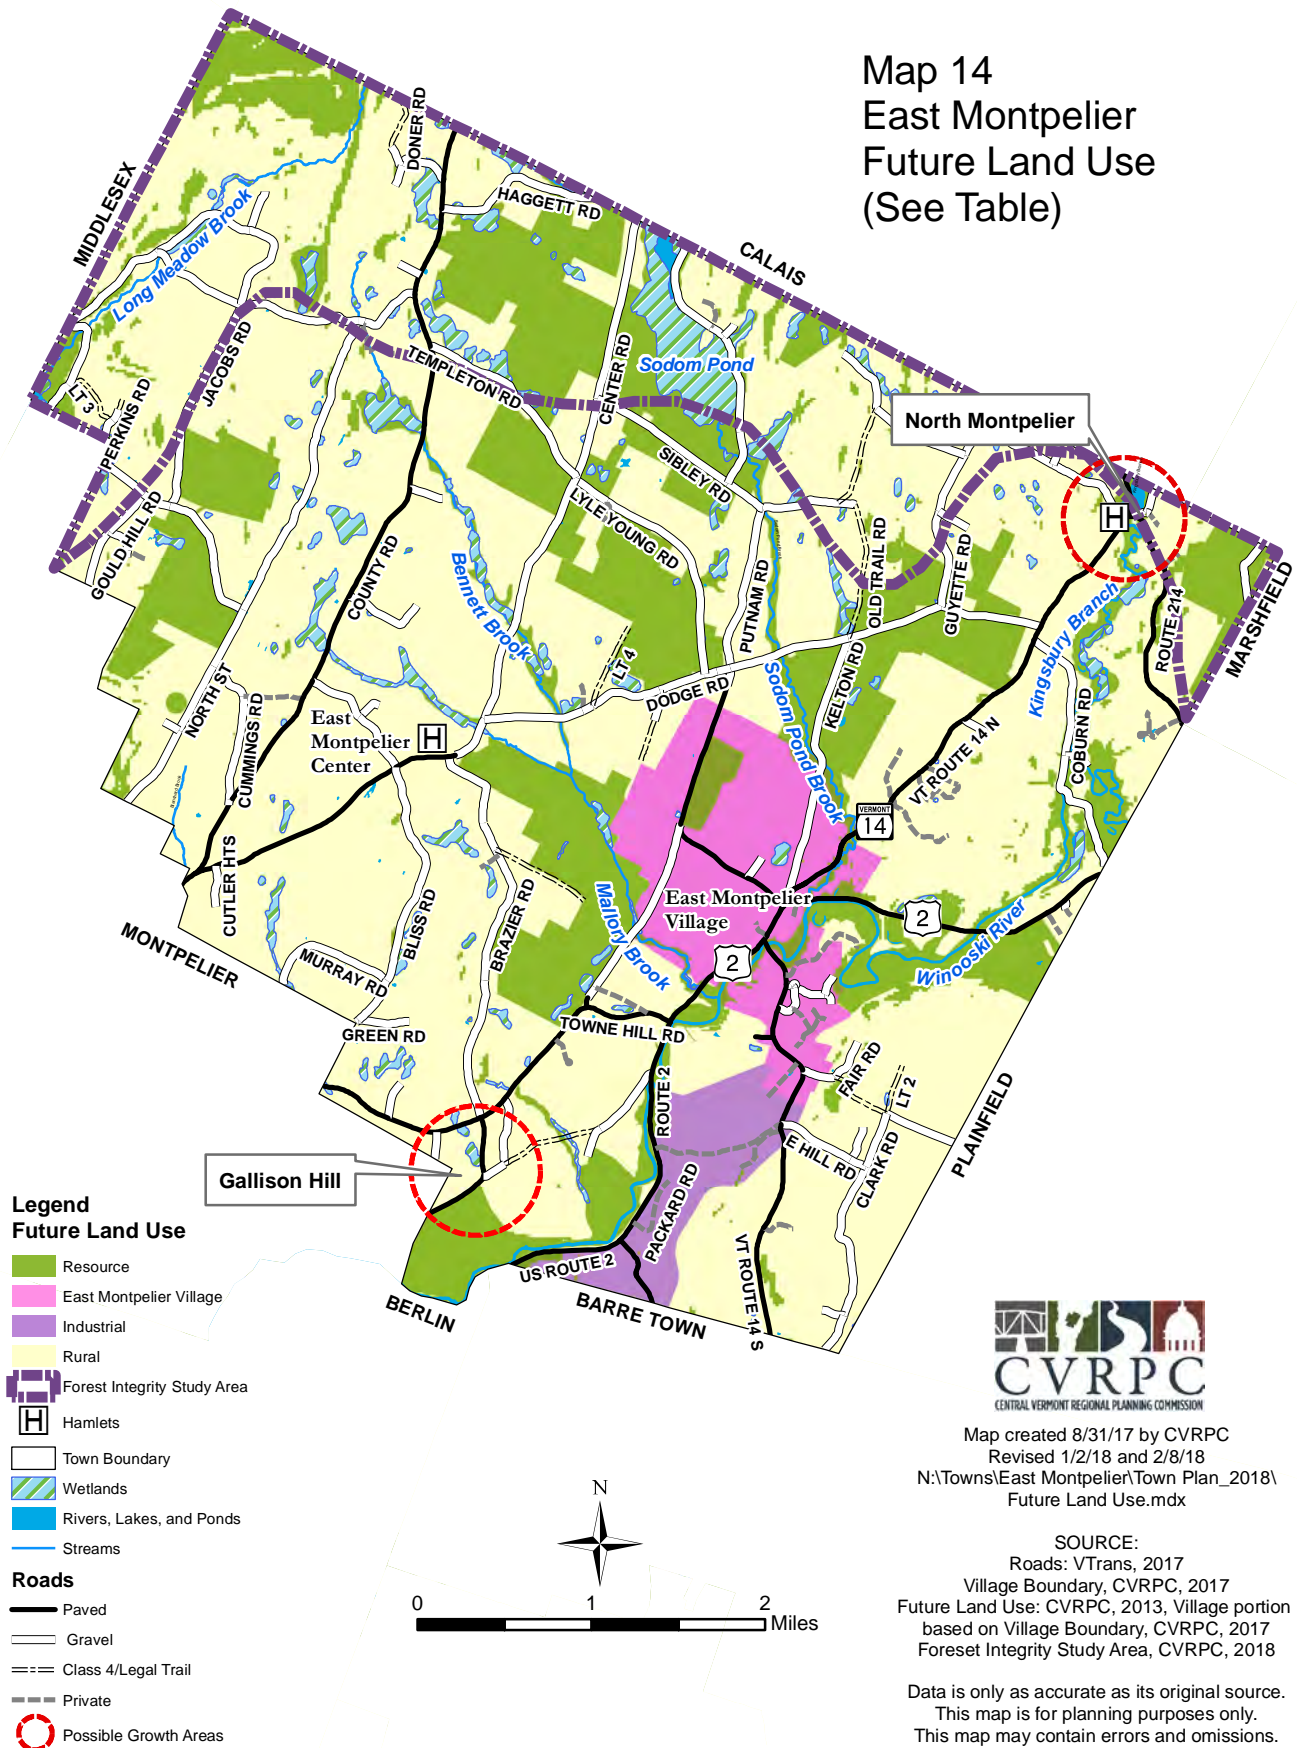 Map 14
East Montpelier
Future Land Use
(See Table)
MIDDLESEX
CALAIS
MARSHFIELD
PLAINFIELD
MONTPELIER
BERLIN
BARRE TOWN
DONER RD
HAGGETT RD
Long Meadow Brook
JACOBS RD
LT 3
PERKINS RD
GOULD HILL RD
TEMPLETON RD
CENTER RD
Sodom Pond
SIBLEY RD
LYLE YOUNG RD
North Montpelier
H
COUNTY RD
Bennett Brook
PUTNAM RD
OLD TRAIL RD
GUYETTE RD
Kingsbury Branch
ROUTE 214
NORTH ST
CUMMINGS RD
East
Montpelier
Center
H
LT 4
DODGE RD
Sodom Pond Brook
KELTON RD
VT ROUTE 14 N
COBURN RD
VERMONT
14
CUTLER HTS
BLISS RD
BRAZIER RD
MURRAY RD
GREEN RD
Mallory Brook
East Montpelier
Village
2
2
Winooski River
TOWNE HILL RD
ROUTE 2
FAIR RD
LT 2
E HILL RD
CLARK RD
PACKARD RD
VT ROUTE 14 S
US ROUTE 2
Gallison Hill
Legend
Future Land Use
Resource
East Montpelier Village
Industrial
Rural
Forest Integrity Study Area
H Hamlets
Town Boundary
Wetlands
Rivers, Lakes, and Ponds
Streams
Roads
Paved
Gravel
Class 4/Legal Trail
Private
Possible Growth Areas
N
0 1 2
Miles
CVRPC
CENTRAL VERMONT REGIONAL PLANNING COMMISSION
Map created 8/31/17 by CVRPC
Revised 1/2/18 and 2/8/18
N:\Towns\East Montpelier\Town Plan_2018\
Future Land Use.mdx
SOURCE:
Roads: VTrans, 2017
Village Boundary, CVRPC, 2017
Future Land Use: CVRPC, 2013, Village portion
based on Village Boundary, CVRPC, 2017
Foreset Integrity Study Area, CVRPC, 2018
Data is only as accurate as its original source.
This map is for planning purposes only.
This map may contain errors and omissions.